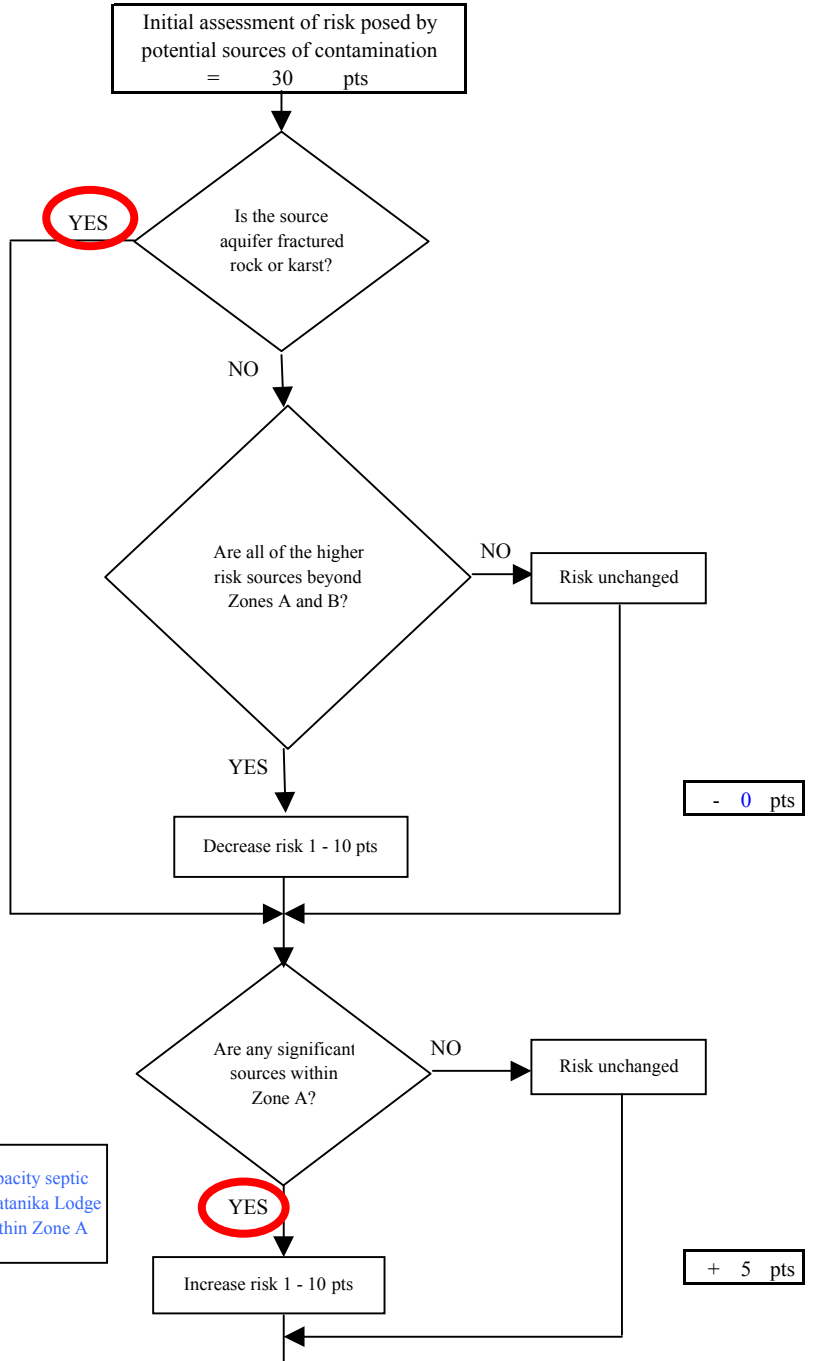 Initial assessment of risk posed by
potential sources of contamination
= 30 pts
YES
Is the source
aquifer fractured
rock or karst?
NO
Are all of the higher
risk sources beyond
Zones A and B?
NO
Risk unchanged
YES
- 0 pts
Decrease risk 1 - 10 pts
Are any significant
sources within
Zone A?
NO
Risk unchanged
septic
Lodge
Zone A
YES
Increase risk 1 - 10 pts
+ 5 pts